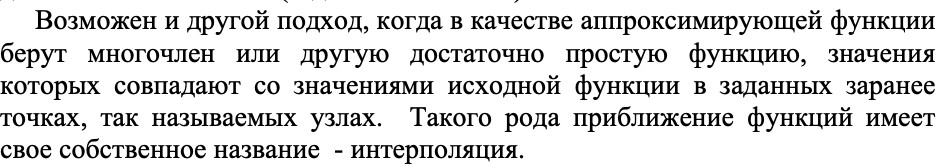 Возможен и другой подход, когда в качестве аппроксимирующей функции
берут многочлен или другую достаточно простую функцию, значения
которых совпадают со значениями исходной функции в заданных заранее
точках, так называемых узлах.  Такого рода приближение функций имеет
свое собственное название  - интерполяция.